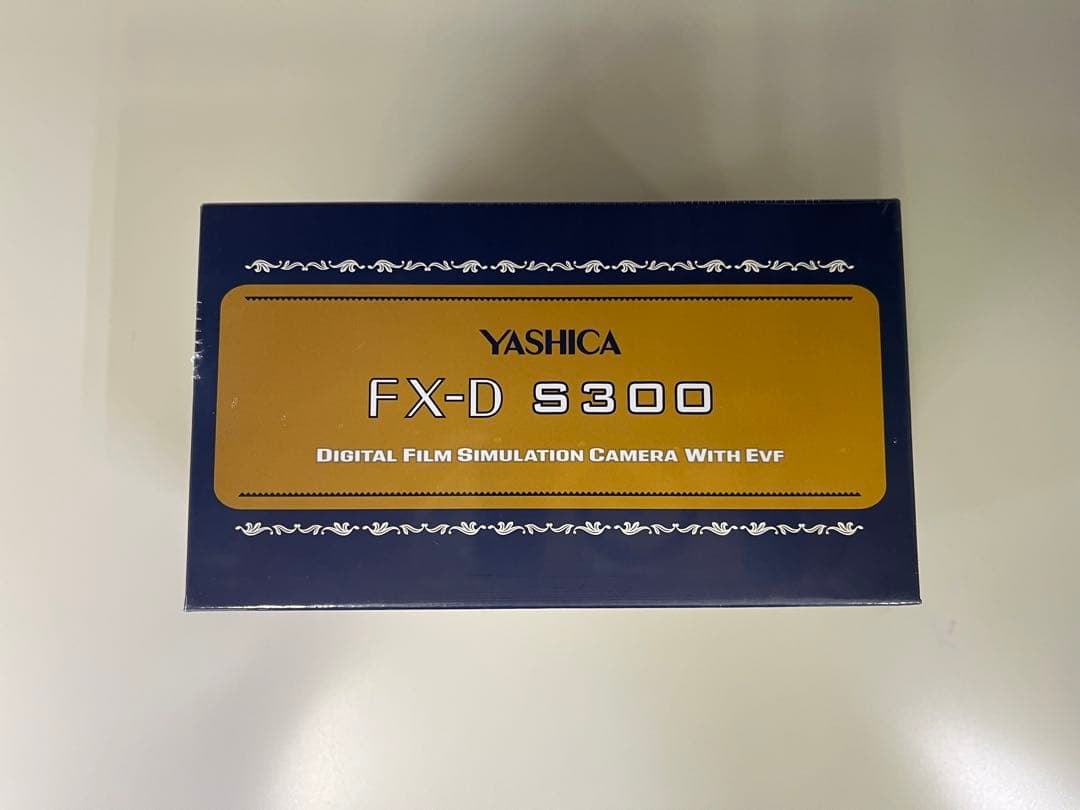 YASHICA
FX-D S300
DIGITAL FILM SIMULATION CAMERA WITH EVF